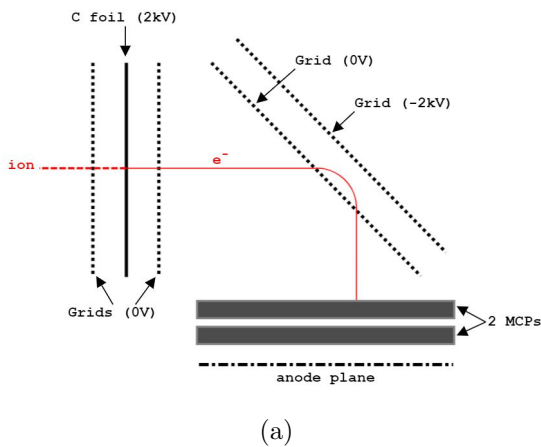 C foil (2kV)
Grid (0V)
Grid (-2kV)
ion
e-
Grids (0V)
2 MCPs
anode plane
(a)